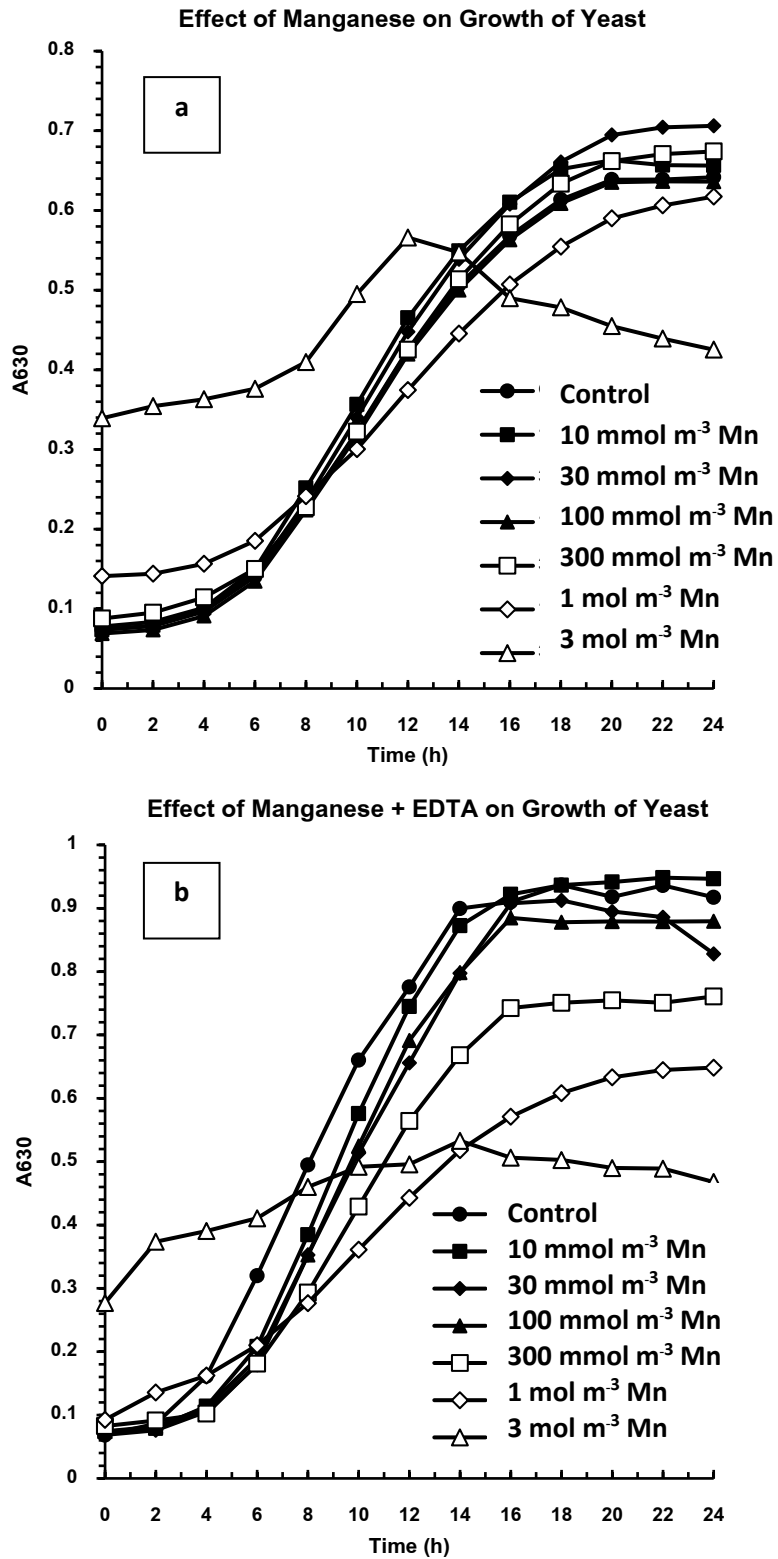 Effect of Manganese on Growth of Yeast
a
0.8
0.7
0.6
0.5
0.4
0.3
0.2
0.1
0
A630
Control
10 mmol m-3 Mn
30 mmol m-3 Mn
100 mmol m-3 Mn
300 mmol m-3 Mn
1 mol m-3 Mn
3 mol m-3 Mn
0 2 4 6 8 10 12 14 16 18 20 22 24
Time (h)
Effect of Manganese + EDTA on Growth of Yeast
b
1
0.9
0.8
0.7
0.6
0.5
0.4
0.3
0.2
0.1
0
A630
Control
10 mmol m-3 Mn
30 mmol m-3 Mn
100 mmol m-3 Mn
300 mmol m-3 Mn
1 mol m-3 Mn
3 mol m-3 Mn
0 2 4 6 8 10 12 14 16 18 20 22 24
Time (h)